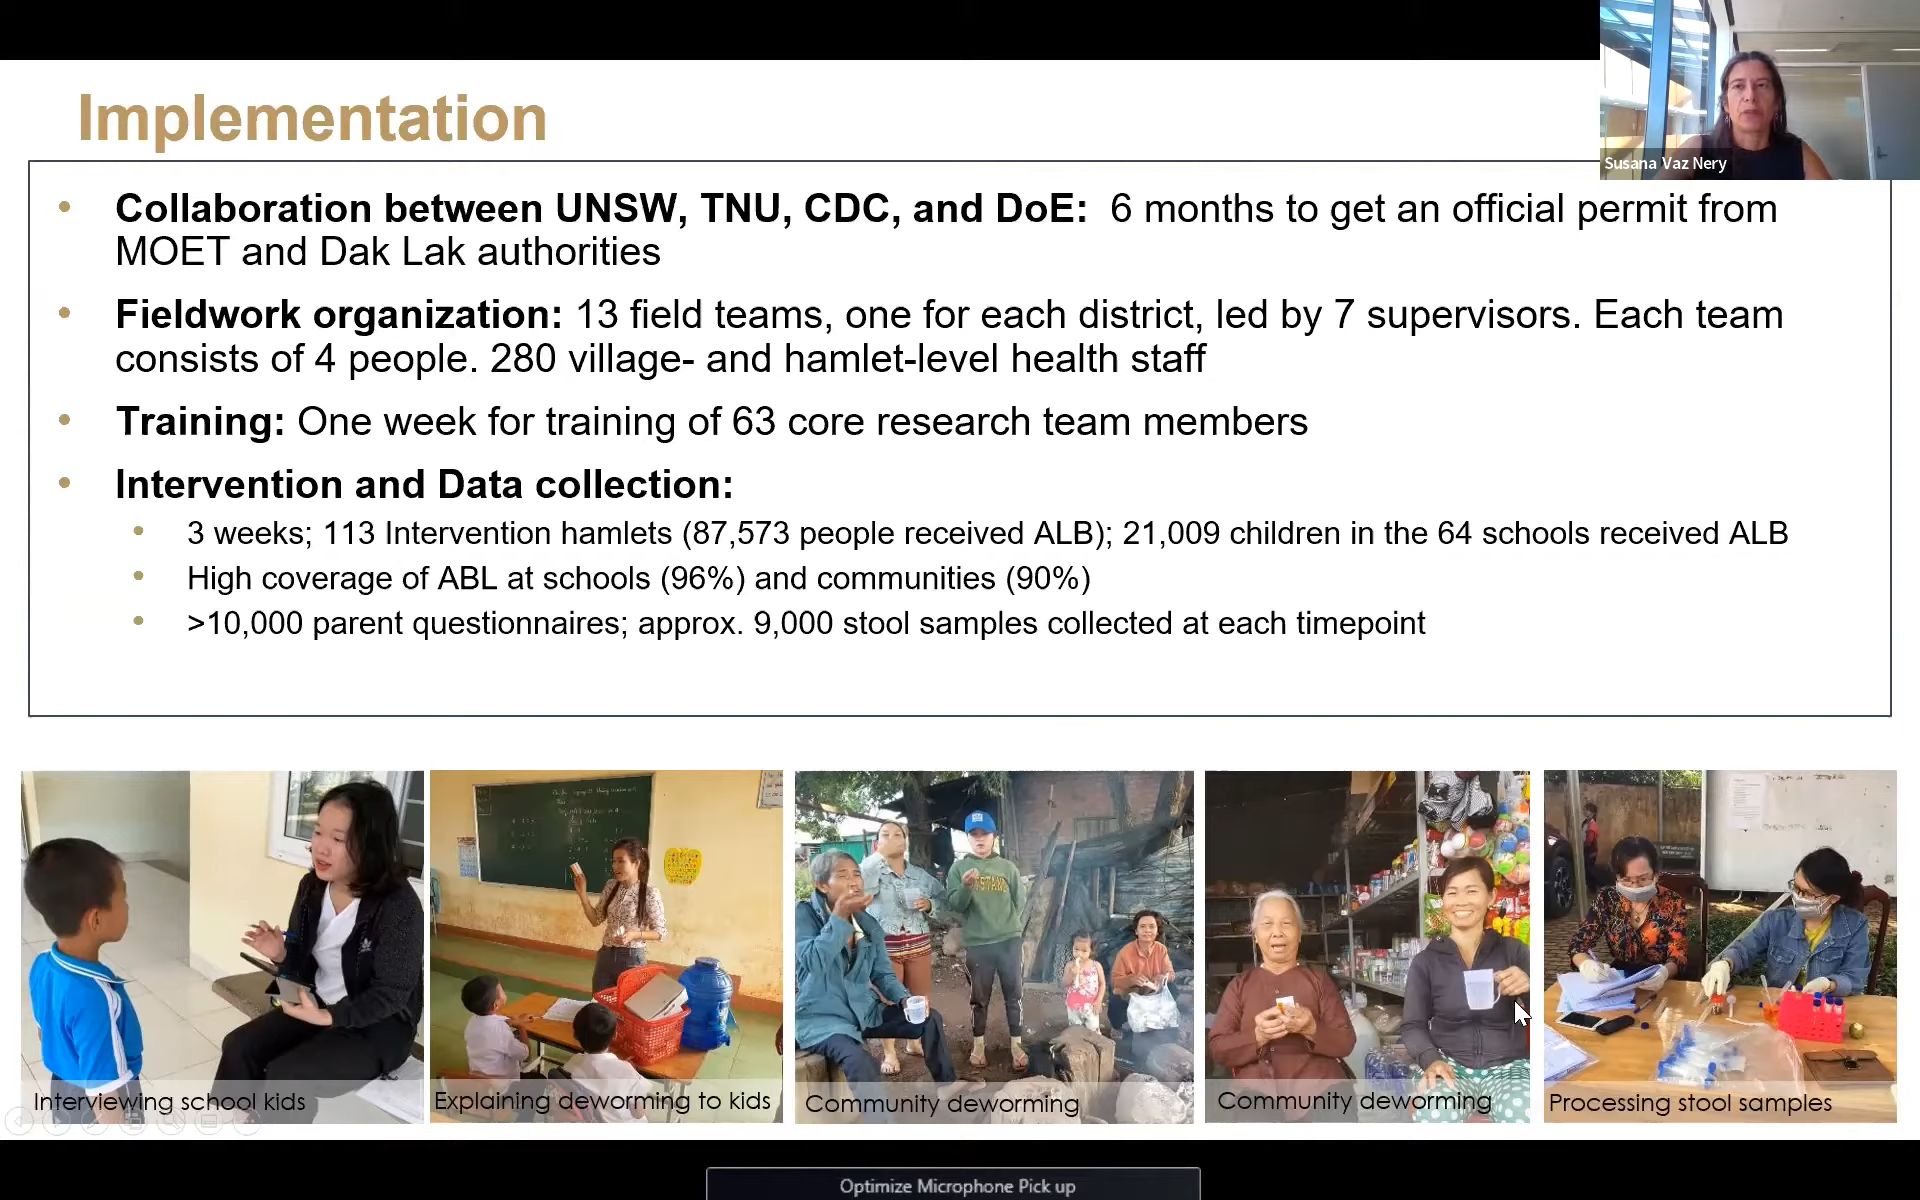 Implementation
Susana Vaz Nery
• Collaboration between UNSW, TNU, CDC, and DoE: 6 months to get an official permit from
MOET and Dak Lak authorities
• Fieldwork organization: 13 field teams, one for each district, led by 7 supervisors. Each team
consists of 4 people. 280 village- and hamlet-level health staff
• Training: One week for training of 63 core research team members
• Intervention and Data collection:
• 3 weeks; 113 Intervention hamlets (87,573 people received ALB); 21,009 children in the 64 schools received ALB
• High coverage of ABL at schools (96%) and communities (90%)
• >10,000 parent questionnaires; approx. 9,000 stool samples collected at each timepoint
Interviewing school kids
Explaining deworming to kids
Community deworming
Community deworming
Processing stool samples
Optimize Microphone Pick up